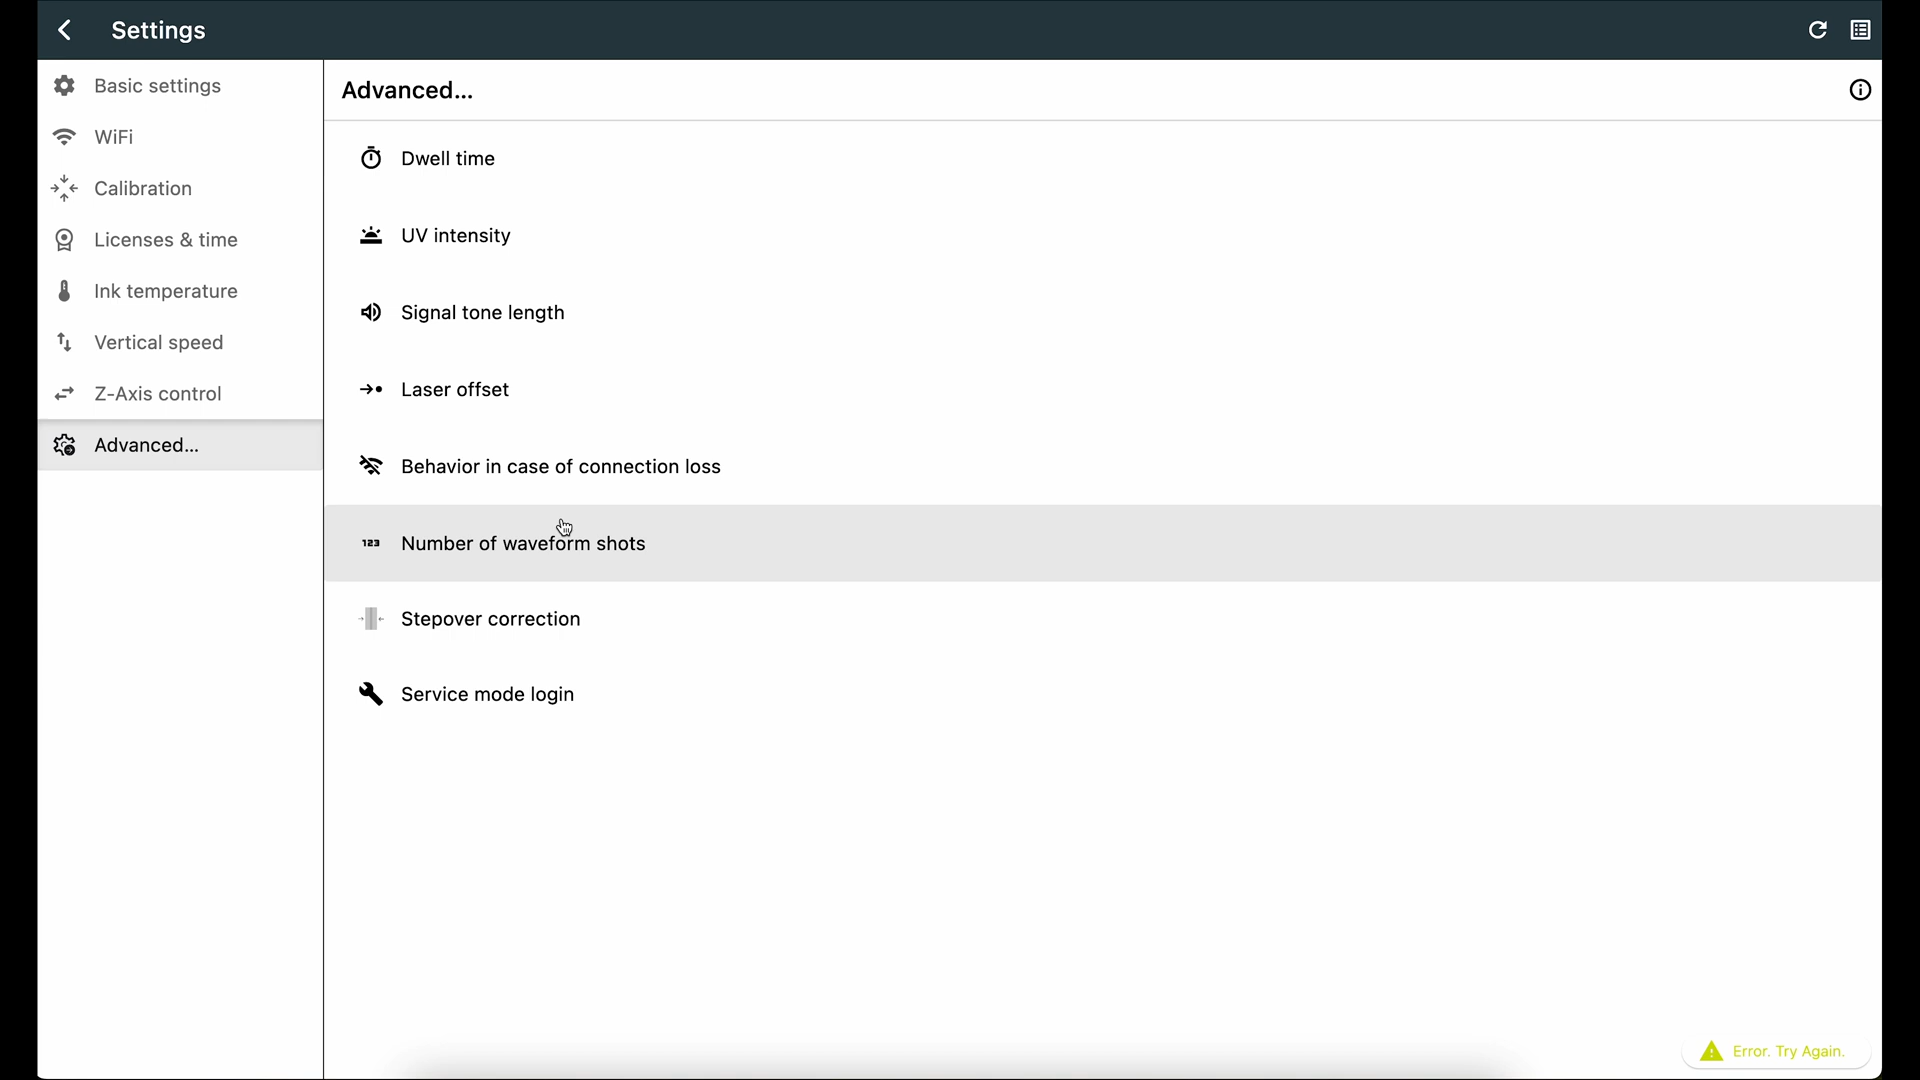 Settings
Basic settings
WiFi
Calibration
Licenses & time
Ink temperature
Vertical speed
Z-Axis control
Advanced...
Advanced...
Dwell time
UV intensity
Signal tone length
Laser offset
Behavior in case of connection loss
123 Number of waveform shots
Stepover correction
Service mode login
Error. Try Again.